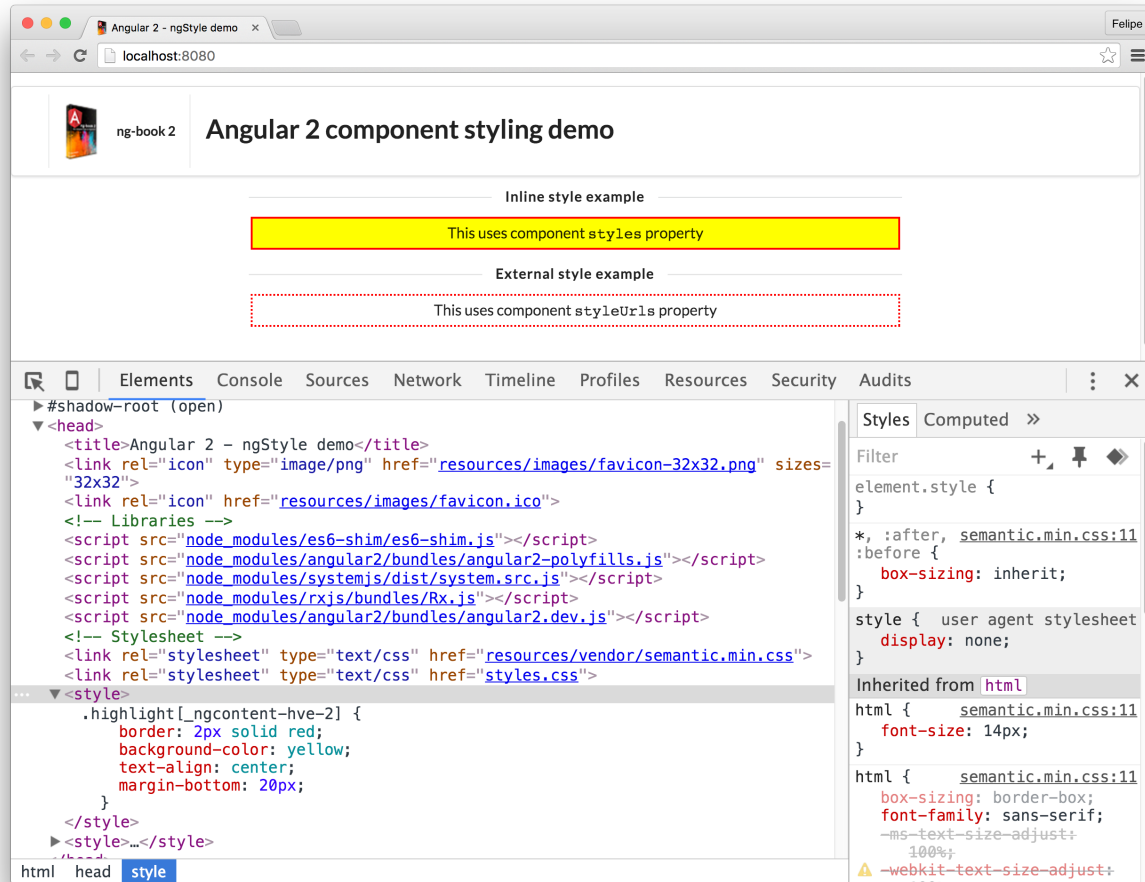 Angular 2 - ngStyle demo
Felipe
localhost:8080
ng-book 2
Angular 2 component styling demo
Inline style example
This uses component styles property
External style example
This uses component styleUrls property
Elements Console Sources Network Timeline Profiles Resources Security Audits
▶#shadow-root (open)
▼<head>
<title>Angular 2 - ngStyle demo</title>
<link rel="icon" type="image/png" href="resources/images/favicon-32x32.png" sizes=
"32x32">
<link rel="icon" href="resources/images/favicon.ico">
<!-- Libraries -->
<script src="node_modules/es6-shim/es6-shim.js"></script>
<script src="node_modules/angular2/bundles/angular2-polyfills.js"></script>
<script src="node_modules/systemjs/dist/system.src.js"></script>
<script src="node_modules/rxjs/bundles/Rx.js"></script>
<script src="node_modules/angular2/bundles/angular2.dev.js"></script>
<!-- Stylesheet -->
<link rel="stylesheet" type="text/css" href="resources/vendor/semantic.min.css">
<link rel="stylesheet" type="text/css" href="styles.css">
▼<style>
.highlight[_ngcontent-hve-2] {
border: 2px solid red;
background-color: yellow;
text-align: center;
margin-bottom: 20px;
}
</style>
▶<style>…</style>
html head style
Styles Computed »
Filter
element.style {
}
*, :after, semantic.min.css:11
:before {
box-sizing: inherit;
}
style { user agent stylesheet
display: none;
}
Inherited from html
html { semantic.min.css:11
font-size: 14px;
}
html { semantic.min.css:11
box-sizing: border-box;
font-family: sans-serif;
-ms-text-size-adjust:
100%;
-webkit-text-size-adjust: